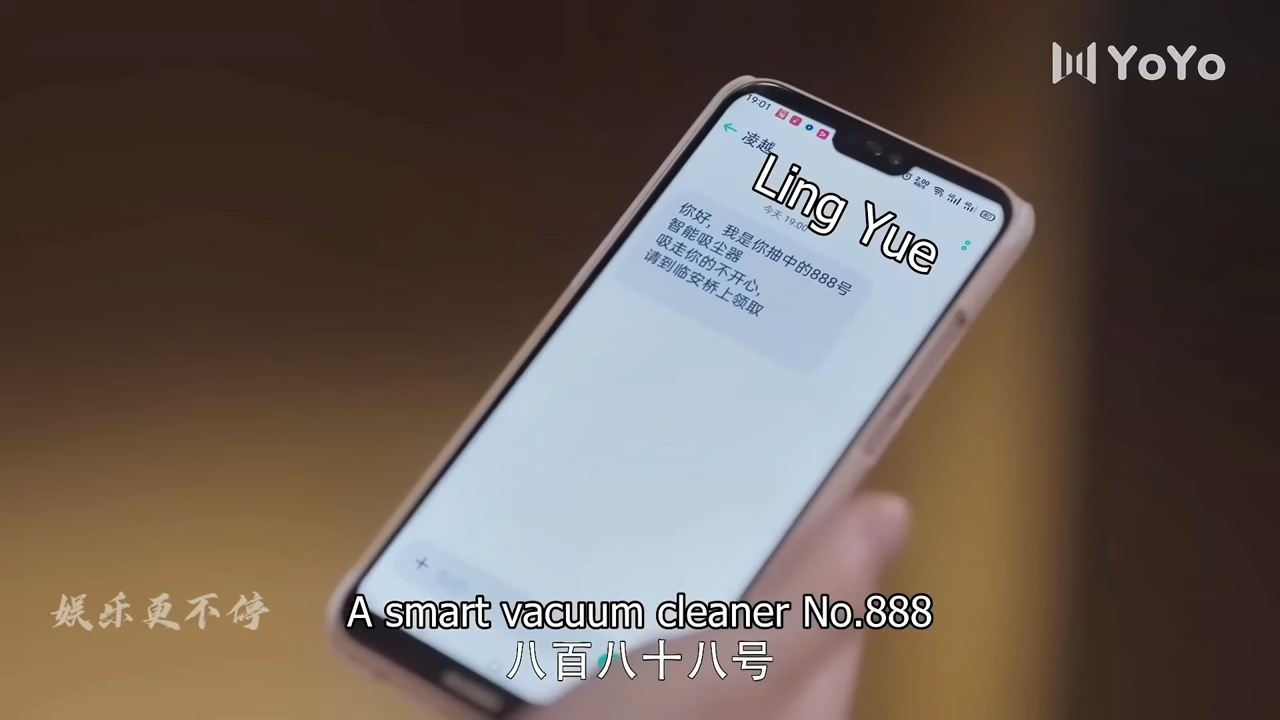 YoYo
19:01
凌越
Ling Yue
今天 19:00
你好，我是你抽中的888号
智能吸尘器
吸走你的不开心，
请到临安桥上领取
娱乐更不停
A smart vacuum cleaner No.888
八百八十八号